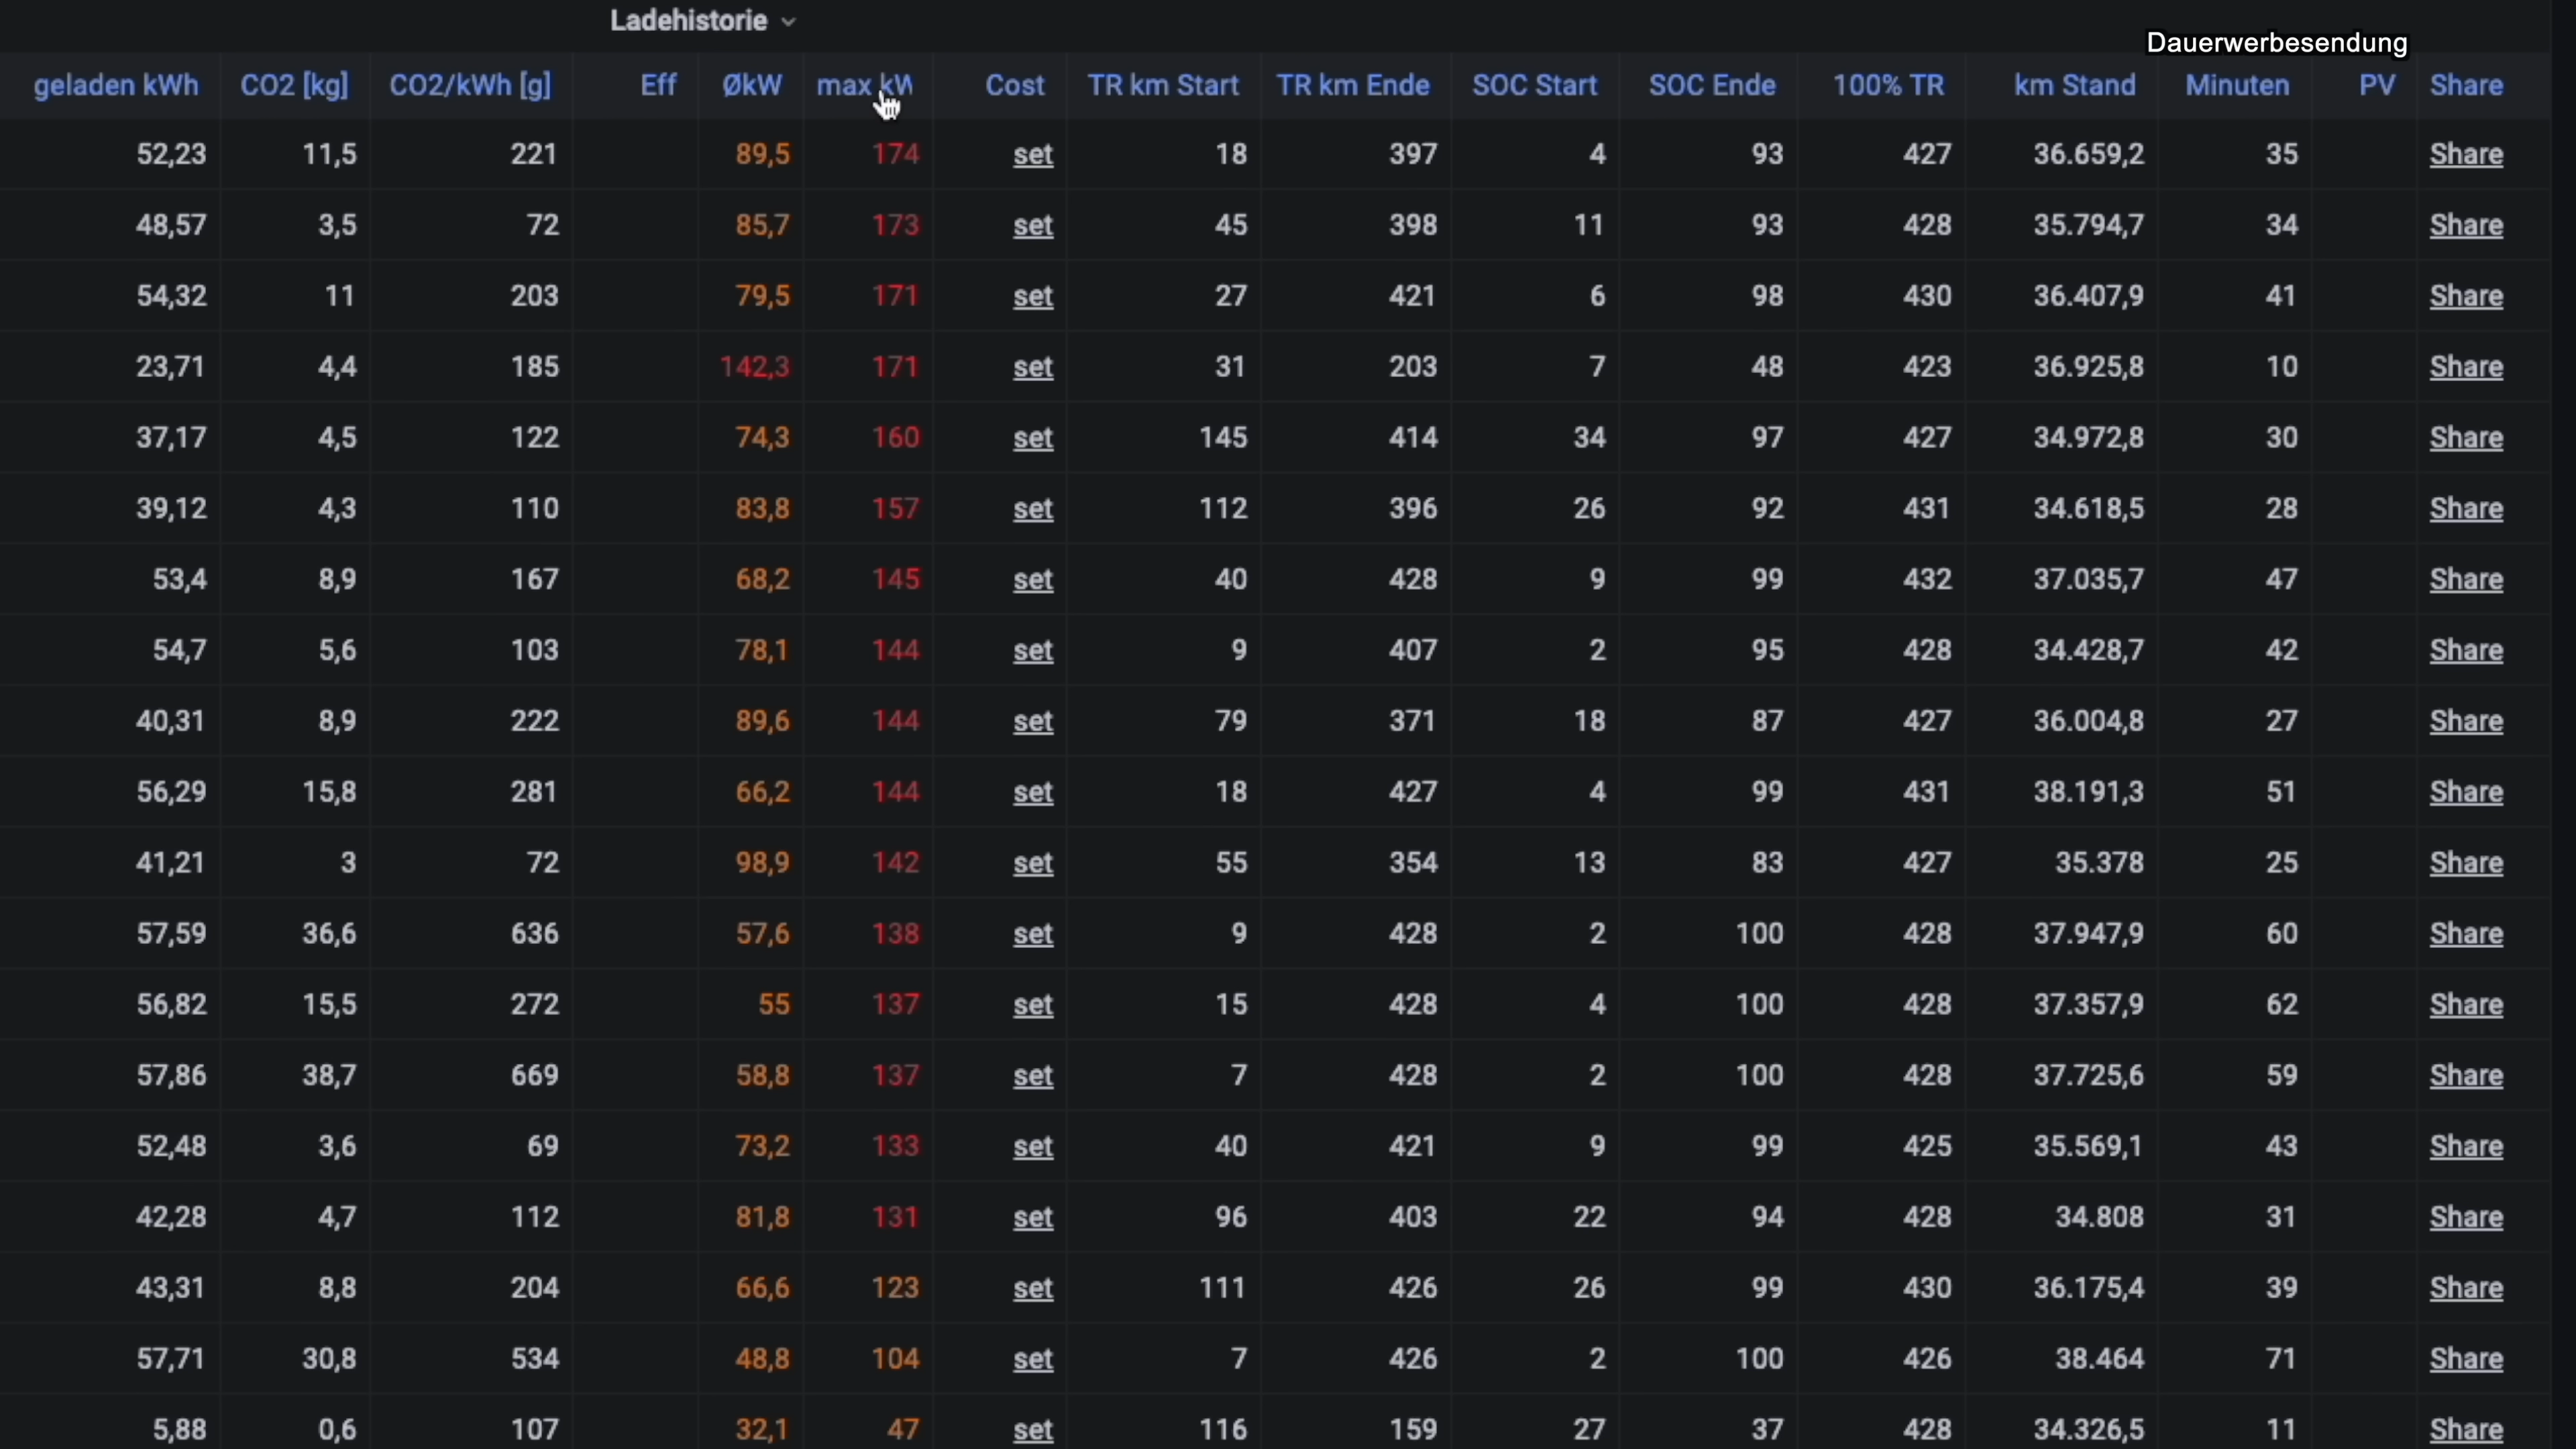 Ladehistorie
Dauerwerbesendung
geladen kWh CO2 [kg] CO2/kWh [g] Eff ØkW max kW Cost TR km Start TR km Ende SOC Start SOC Ende 100% TR km Stand Minuten PV Share
52,23 11,5 221 89,5 174 set 18 397 4 93 427 36.659,2 35 Share
48,57 3,5 72 85,7 173 set 45 398 11 93 428 35.794,7 34 Share
54,32 11 203 79,5 171 set 27 421 6 98 430 36.407,9 41 Share
23,71 4,4 185 142,3 171 set 31 203 7 48 423 36.925,8 10 Share
37,17 4,5 122 74,3 160 set 145 414 34 97 427 34.972,8 30 Share
39,12 4,3 110 83,8 157 set 112 396 26 92 431 34.618,5 28 Share
53,4 8,9 167 68,2 145 set 40 428 9 99 432 37.035,7 47 Share
54,7 5,6 103 78,1 144 set 9 407 2 95 428 34.428,7 42 Share
40,31 8,9 222 89,6 144 set 79 371 18 87 427 36.004,8 27 Share
56,29 15,8 281 66,2 144 set 18 427 4 99 431 38.191,3 51 Share
41,21 3 72 98,9 142 set 55 354 13 83 427 35.378 25 Share
57,59 36,6 636 57,6 138 set 9 428 2 100 428 37.947,9 60 Share
56,82 15,5 272 55 137 set 15 428 4 100 428 37.357,9 62 Share
57,86 38,7 669 58,8 137 set 7 428 2 100 428 37.725,6 59 Share
52,48 3,6 69 73,2 133 set 40 421 9 99 425 35.569,1 43 Share
42,28 4,7 112 81,8 131 set 96 403 22 94 428 34.808 31 Share
43,31 8,8 204 66,6 123 set 111 426 26 99 430 36.175,4 39 Share
57,71 30,8 534 48,8 104 set 7 426 2 100 426 38.464 71 Share
5,88 0,6 107 32,1 47 set 116 159 27 37 428 34.326,5 11 Share